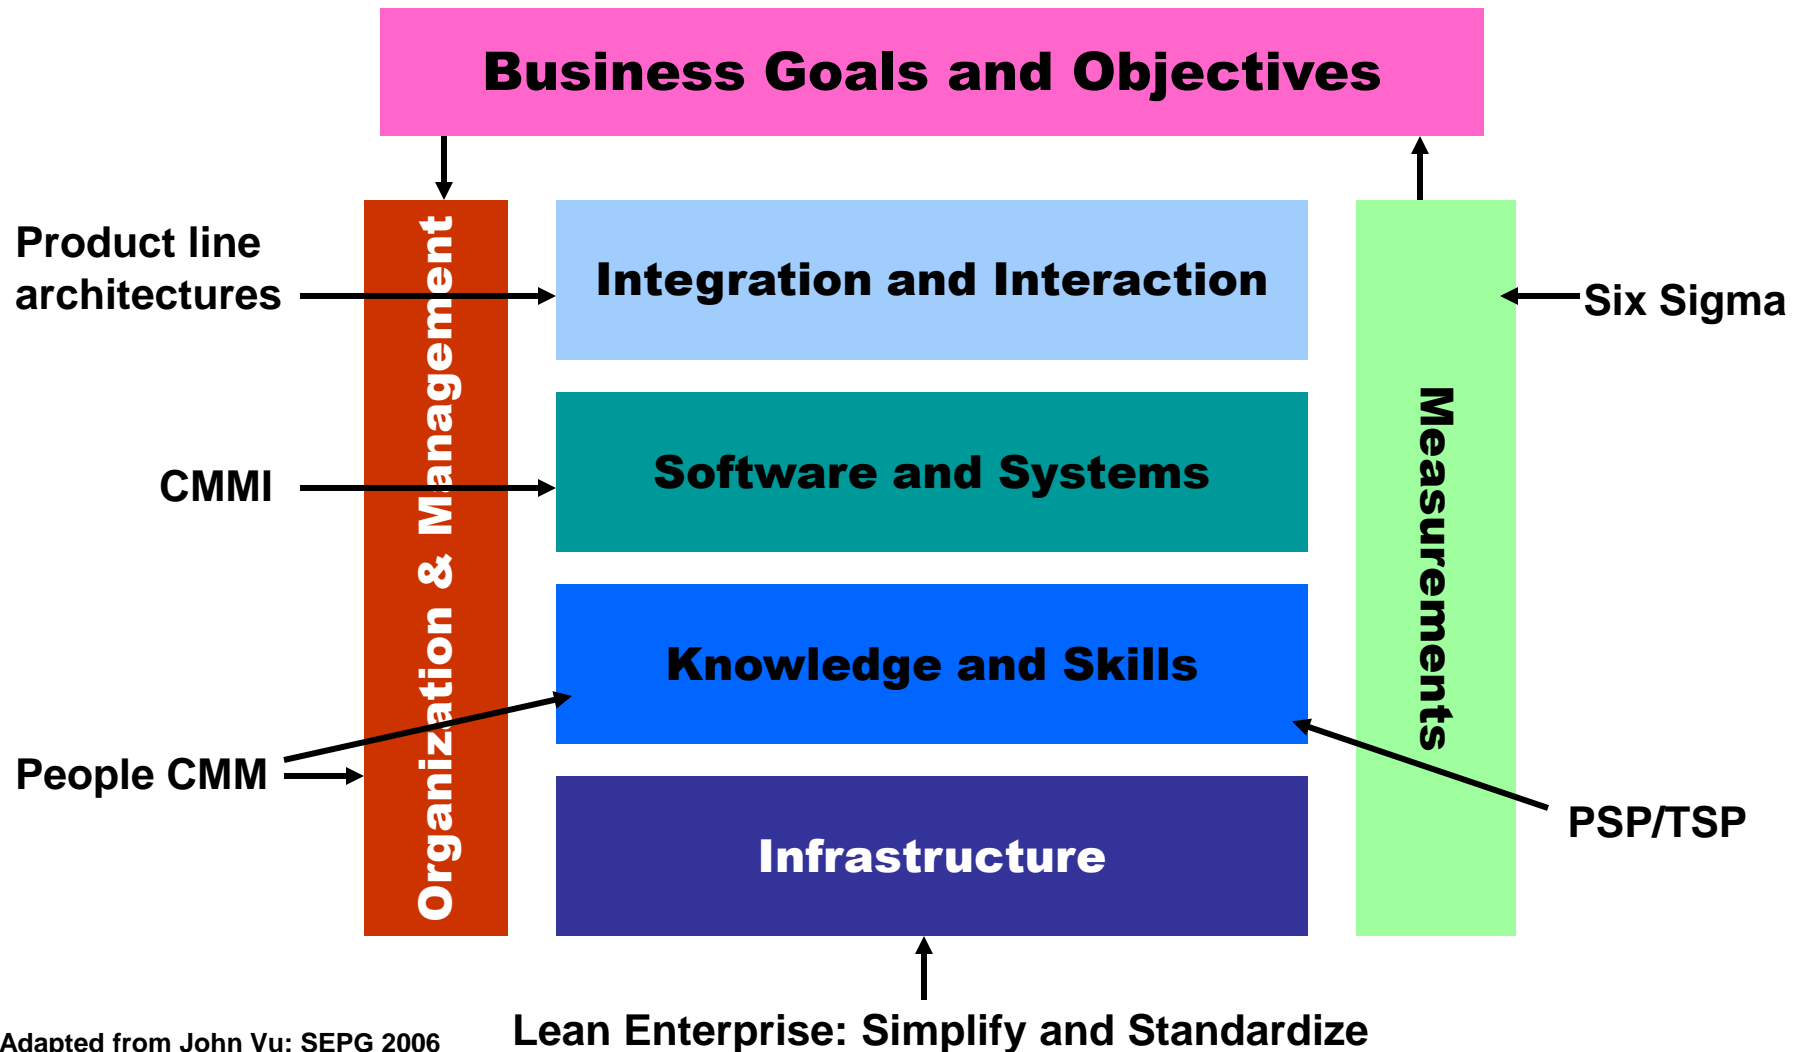 Business Goals and Objectives
Product line
architectures
Organization & Management
Integration and Interaction
Six Sigma
CMMI
Software and Systems
Measurements
Knowledge and Skills
People CMM
PSP/TSP
Infrastructure
Lean Enterprise: Simplify and Standardize
Adapted from John Vu: SEPG 2006